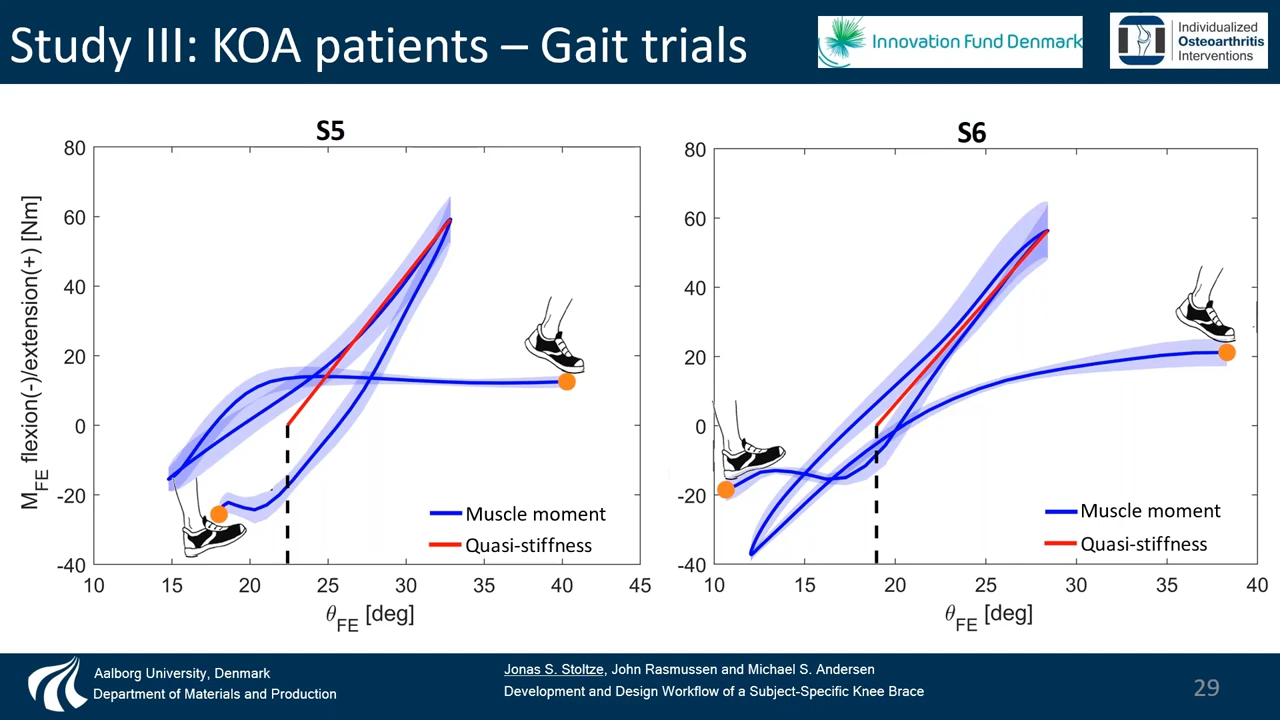 Study III: KOA patients – Gait trials
Innovation Fund Denmark
Individualized
Osteoarthritis
Interventions
S5
80
60
40
20
0
-20
-40
10
15
20
25
30
35
40
45
M_FE flexion(-)/extension(+) [Nm]
θ_FE [deg]
Muscle moment
Quasi-stiffness
S6
80
60
40
20
0
-20
-40
10
15
20
25
30
35
40
θ_FE [deg]
Muscle moment
Quasi-stiffness
Aalborg University, Denmark
Department of Materials and Production
Jonas S. Stoltze, John Rasmussen and Michael S. Andersen
Development and Design Workflow of a Subject-Specific Knee Brace
29